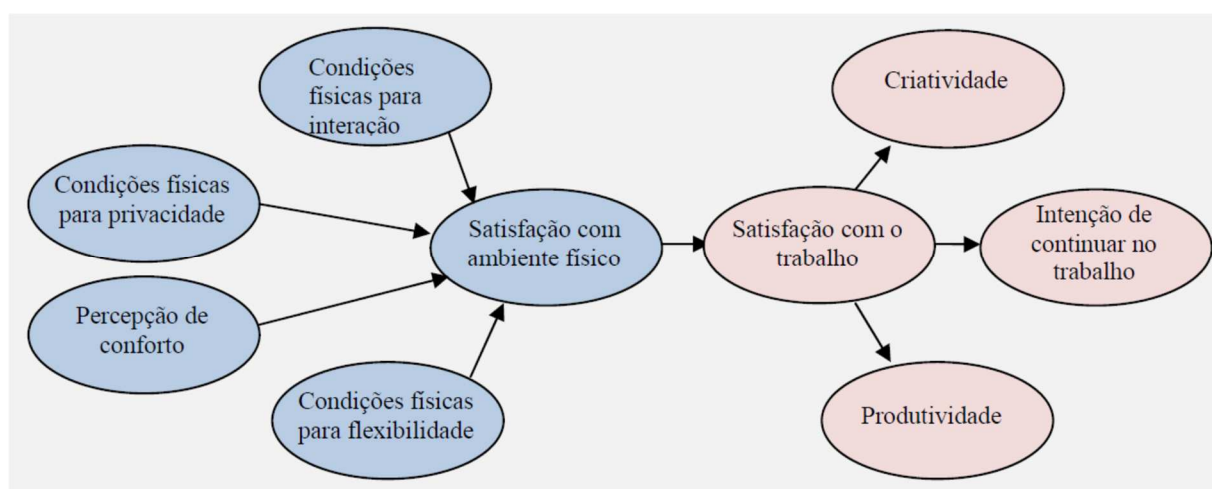 Condições
físicas para
interação
Condições físicas
para privacidade
Percepção de
conforto
Condições físicas
para flexibilidade
Satisfação com
ambiente físico
Satisfação com o
trabalho
Criatividade
Intenção de
continuar no
trabalho
Produtividade